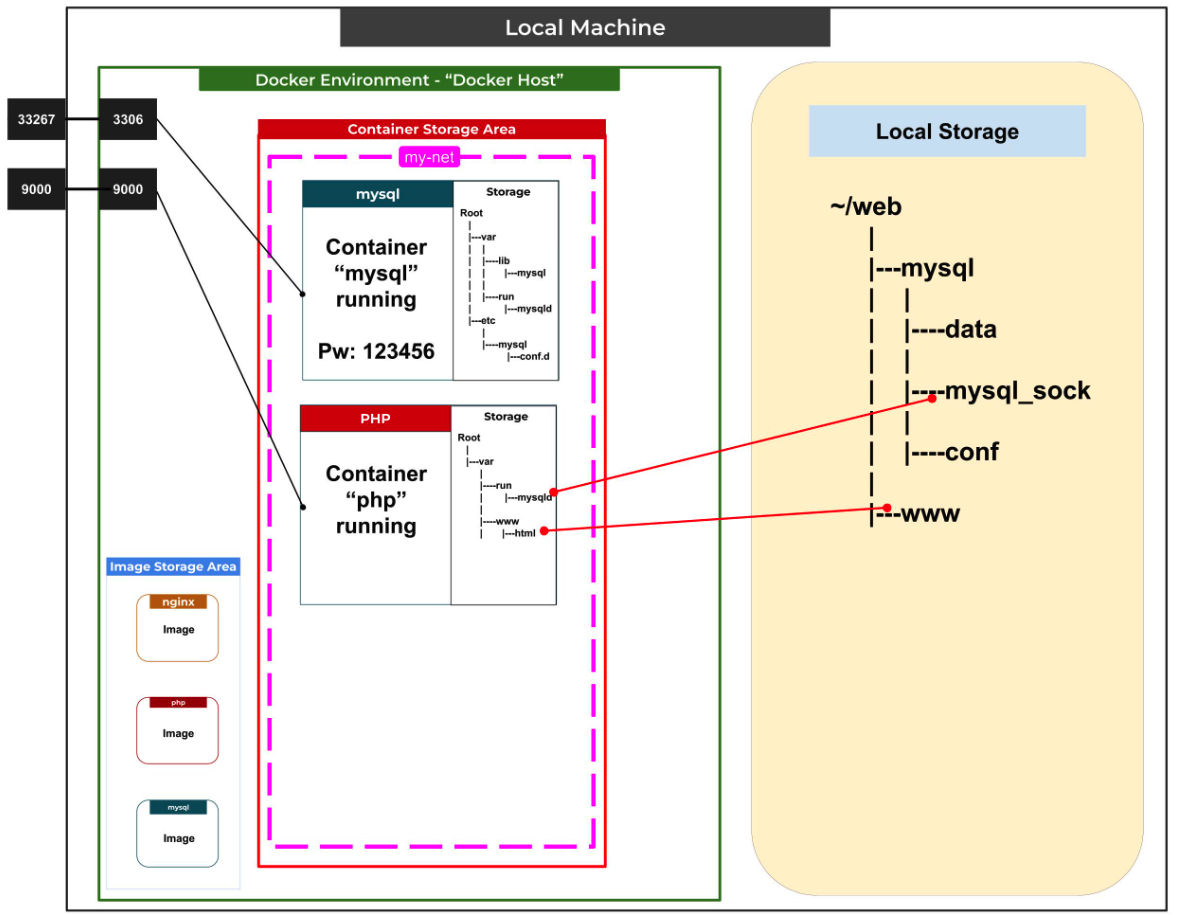 Local Machine
Docker Environment - “Docker Host”
33267
3306
9000
9000
Container Storage Area
my-net
mysql
Container
“mysql”
running
Pw: 123456
Storage
Root
|
|---var
| |
| |----lib
| | |---mysql
| |
| |----run
| |---mysqld
|---etc
|
|----mysql
|---conf.d
PHP
Container
“php”
running
Storage
Root
|
|---var
|
|----run
| |---mysqld
|
|----www
| |---html
Image Storage Area
nginx
Image
php
Image
mysql
Image
Local Storage
~/web
|
|---mysql
| |
| |----data
| |
| |----mysql_sock
| |
| |----conf
|
|---www